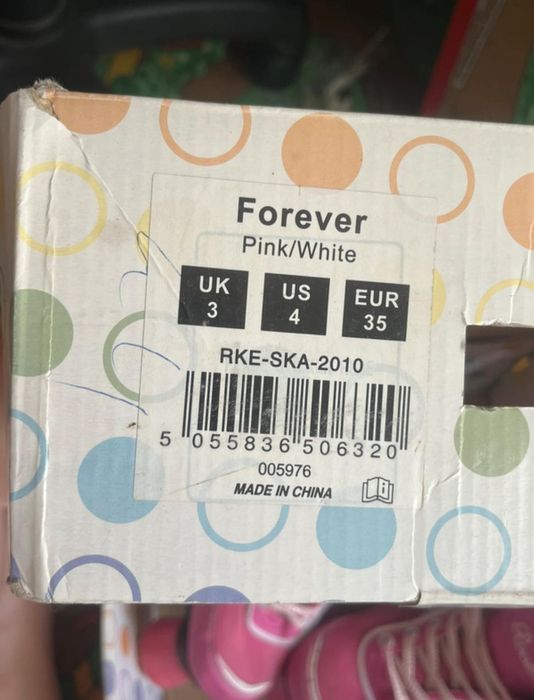 Forever
Pink/White
UK US EUR
3 4 35
RKE-SKA-2010
5 055836 506320
005976
MADE IN CHINA